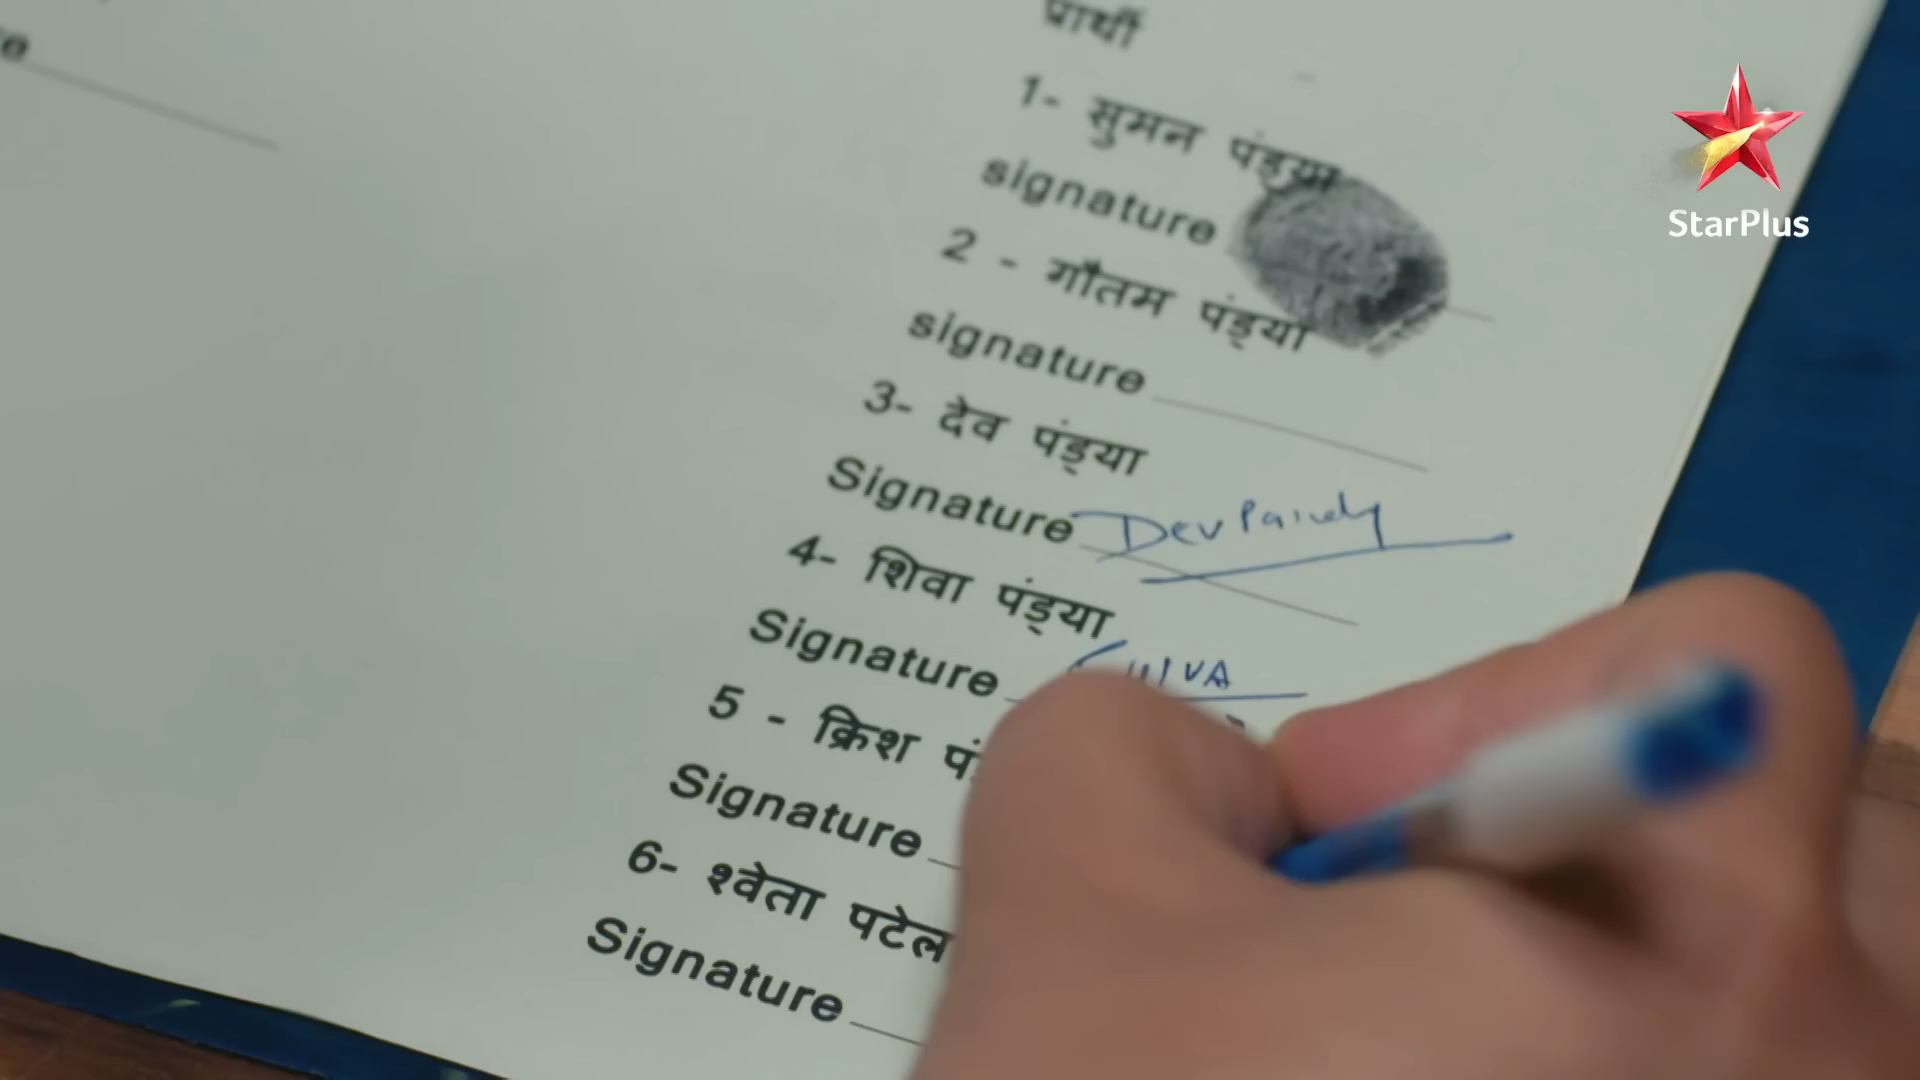 प्रार्थी
1- सुमन पंड्या
signature
2 - गौतम पंड्या
signature
3- देव पंड्या
Signature Dev Pandy
4- शिवा पंड्या
Signature
5 - क्रिश
Signature
6- श्वेता पटेल
Signature
StarPlus